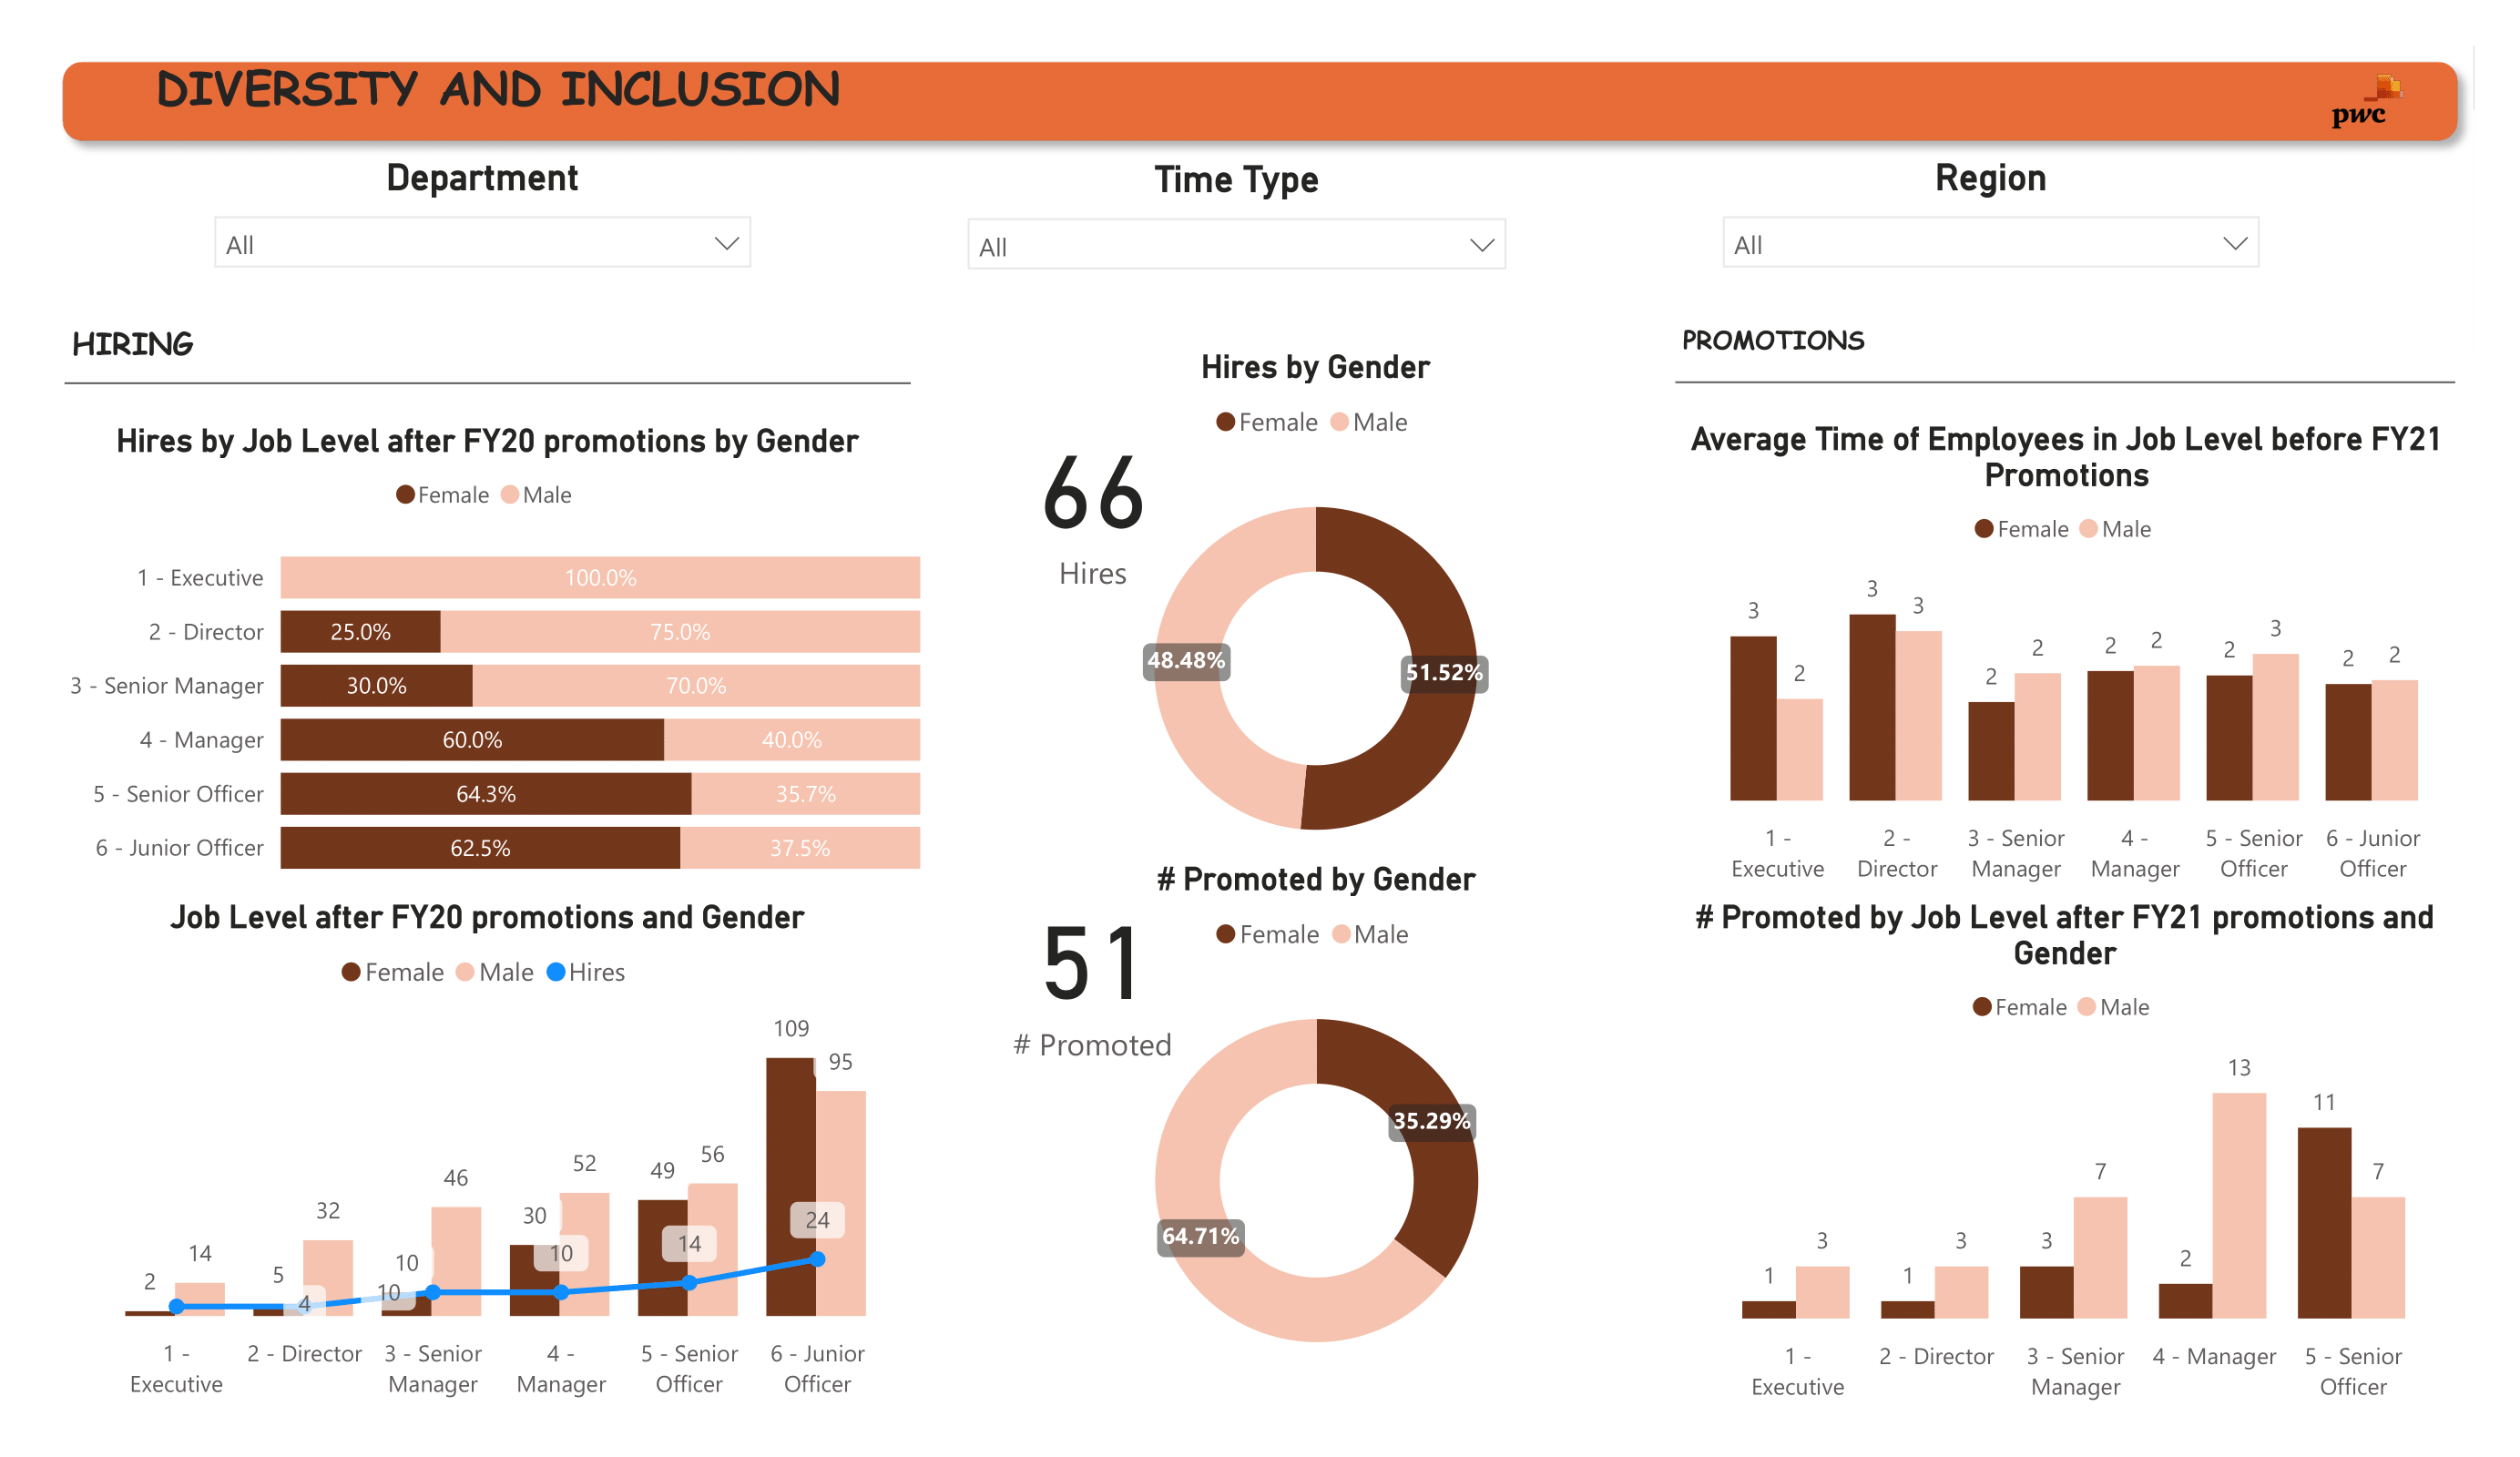 DIVERSITY AND INCLUSION
pwc
Department
Time Type
Region
All
All
All
HIRING
Hires by Job Level after FY20 promotions by Gender
Female Male
1 - Executive 100.0%
2 - Director 25.0% 75.0%
3 - Senior Manager 30.0% 70.0%
4 - Manager 60.0% 40.0%
5 - Senior Officer 64.3% 35.7%
6 - Junior Officer 62.5% 37.5%
Job Level after FY20 promotions and Gender
Female Male Hires
2 14 5 32 10 46 30 52 49 56 109 95
4 10 10 14 24
1 -
Executive
2 - Director
3 - Senior
Manager
4 -
Manager
5 - Senior
Officer
6 - Junior
Officer
Hires by Gender
Female Male
66
Hires
48.48%
51.52%
# Promoted by Gender
Female Male
51
# Promoted
35.29%
64.71%
PROMOTIONS
Average Time of Employees in Job Level before FY21
Promotions
Female Male
3 2 3 3 2 2 2 2 2 3 2 2
1 -
Executive
2 -
Director
3 - Senior
Manager
4 -
Manager
5 - Senior
Officer
6 - Junior
Officer
# Promoted by Job Level after FY21 promotions and
Gender
Female Male
1 3 1 3 3 7 2 13 11 7
1 -
Executive
2 - Director
3 - Senior
Manager
4 - Manager
5 - Senior
Officer